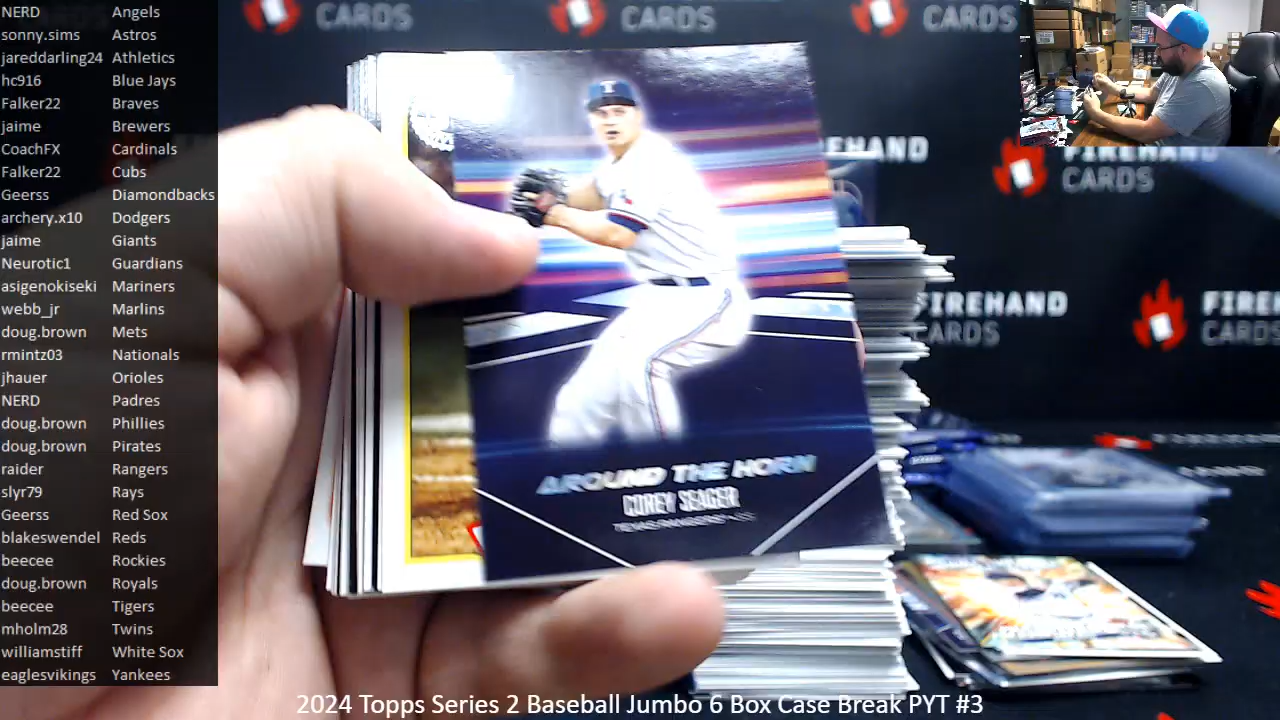 NERD Angels
sonny.sims Astros
jareddarling24 Athletics
hc916 Blue Jays
Falker22 Braves
jaime Brewers
CoachFX Cardinals
Falker22 Cubs
Geerss Diamondbacks
archery.x10 Dodgers
jaime Giants
Neurotic1 Guardians
asigenokiseki Mariners
webb_jr Marlins
doug.brown Mets
rmintz03 Nationals
jhauer Orioles
NERD Padres
doug.brown Phillies
doug.brown Pirates
raider Rangers
slyr79 Rays
Geerss Red Sox
blakeswendel Reds
beecee Rockies
doug.brown Royals
beecee Tigers
mholm28 Twins
williamstiff White Sox
eaglesvikings Yankees
CARDS
CARDS
CARDS
FIREHAND
CARDS
FIREHAND
CARDS
FIREHAND
CARDS
T
AROUND THE HORN
COREY SEAGER
TEXAS RANGERS
2024 Topps Series 2 Baseball Jumbo 6 Box Case Break PYT #3